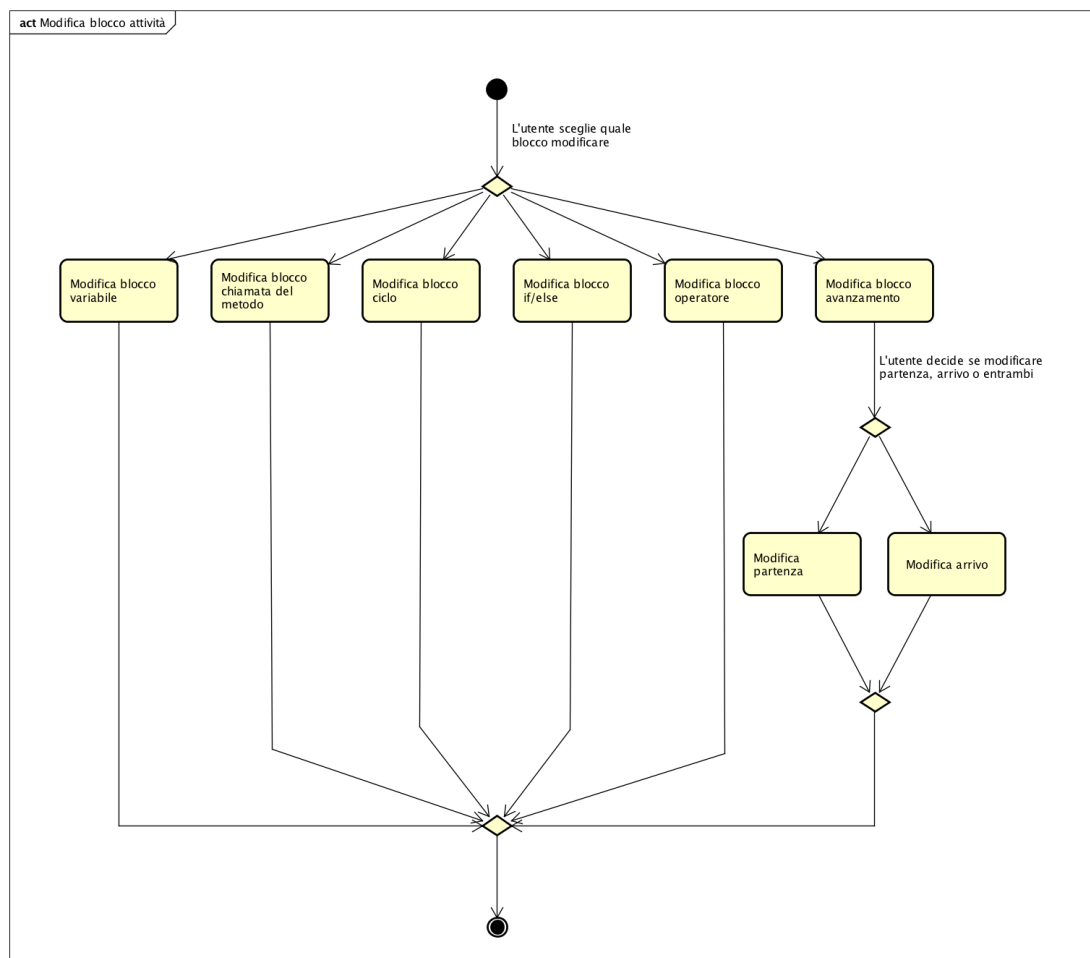 act Modifica blocco attività
L'utente sceglie quale
blocco modificare
Modifica blocco
variabile
Modifica blocco
chiamata del
metodo
Modifica blocco
ciclo
Modifica blocco
if/else
Modifica blocco
operatore
Modifica blocco
avanzamento
L'utente decide se modificare
partenza, arrivo o entrambi
Modifica
partenza
Modifica arrivo